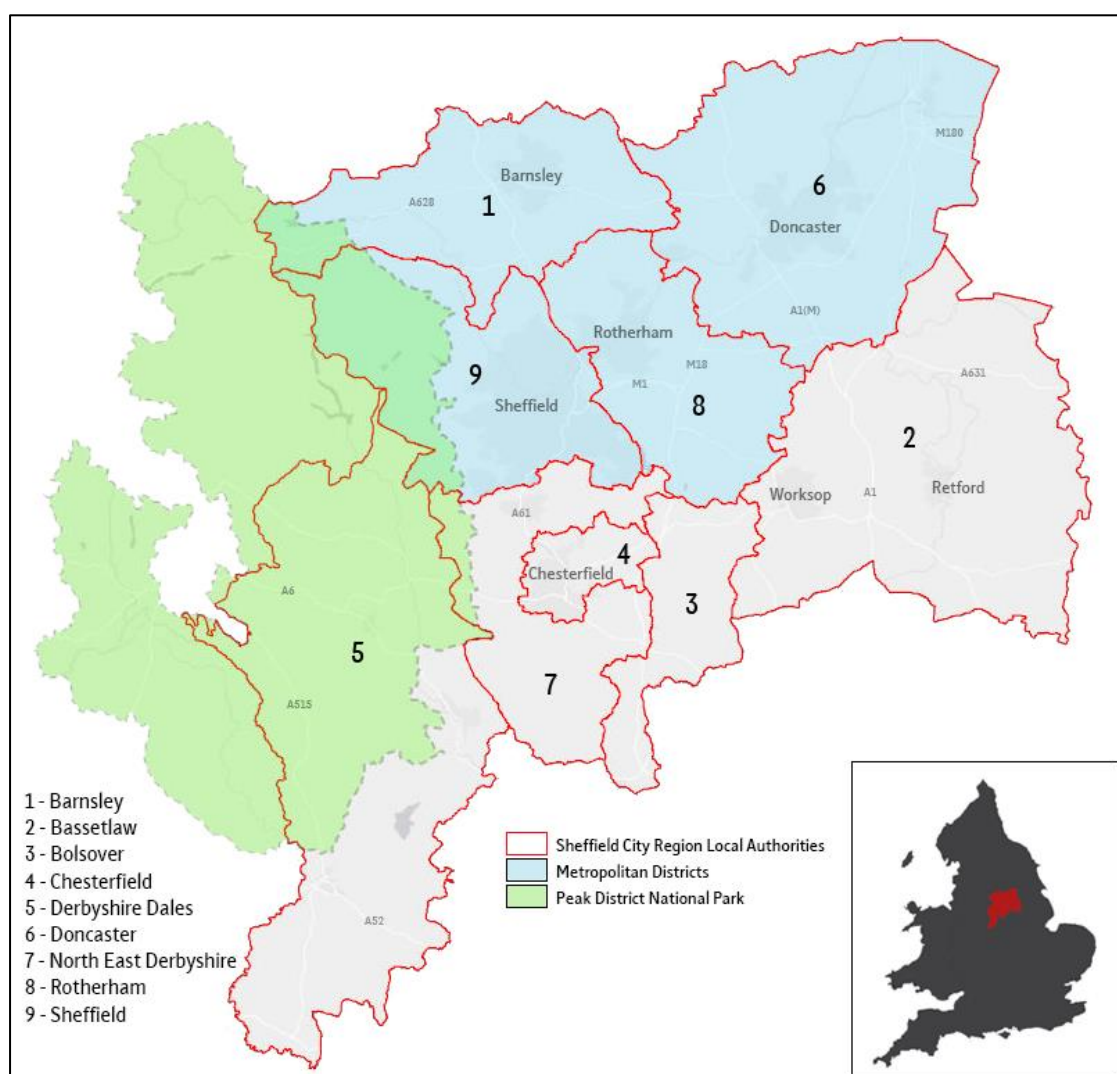 M180
Barnsley
6
A628
1
Doncaster
A1(M)
Rotherham
A631
9
M18
M1
Sheffield
8
2
Worksop
A1
Retford
A61
4
Chesterfield
A6
3
5
7
A515
1 - Barnsley
2 - Bassetlaw
3 - Bolsover
4 - Chesterfield
5 - Derbyshire Dales
6 - Doncaster
7 - North East Derbyshire
8 - Rotherham
9 - Sheffield
Sheffield City Region Local Authorities
Metropolitan Districts
Peak District National Park
A52